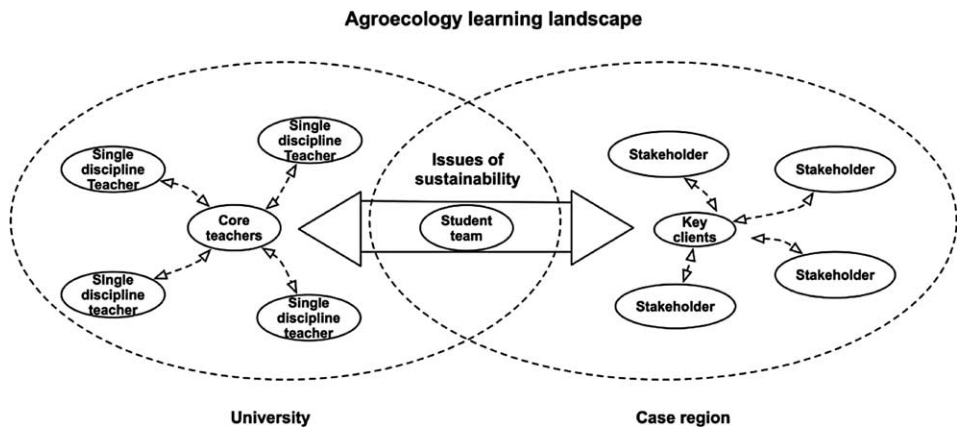 Agroecology learning landscape
Single
discipline
Teacher
Single
discipline
Teacher
Core
teachers
Single
discipline
teacher
Single
discipline
teacher
Issues of
sustainability
Student
team
Stakeholder
Stakeholder
Key
clients
Stakeholder
Stakeholder
University
Case region